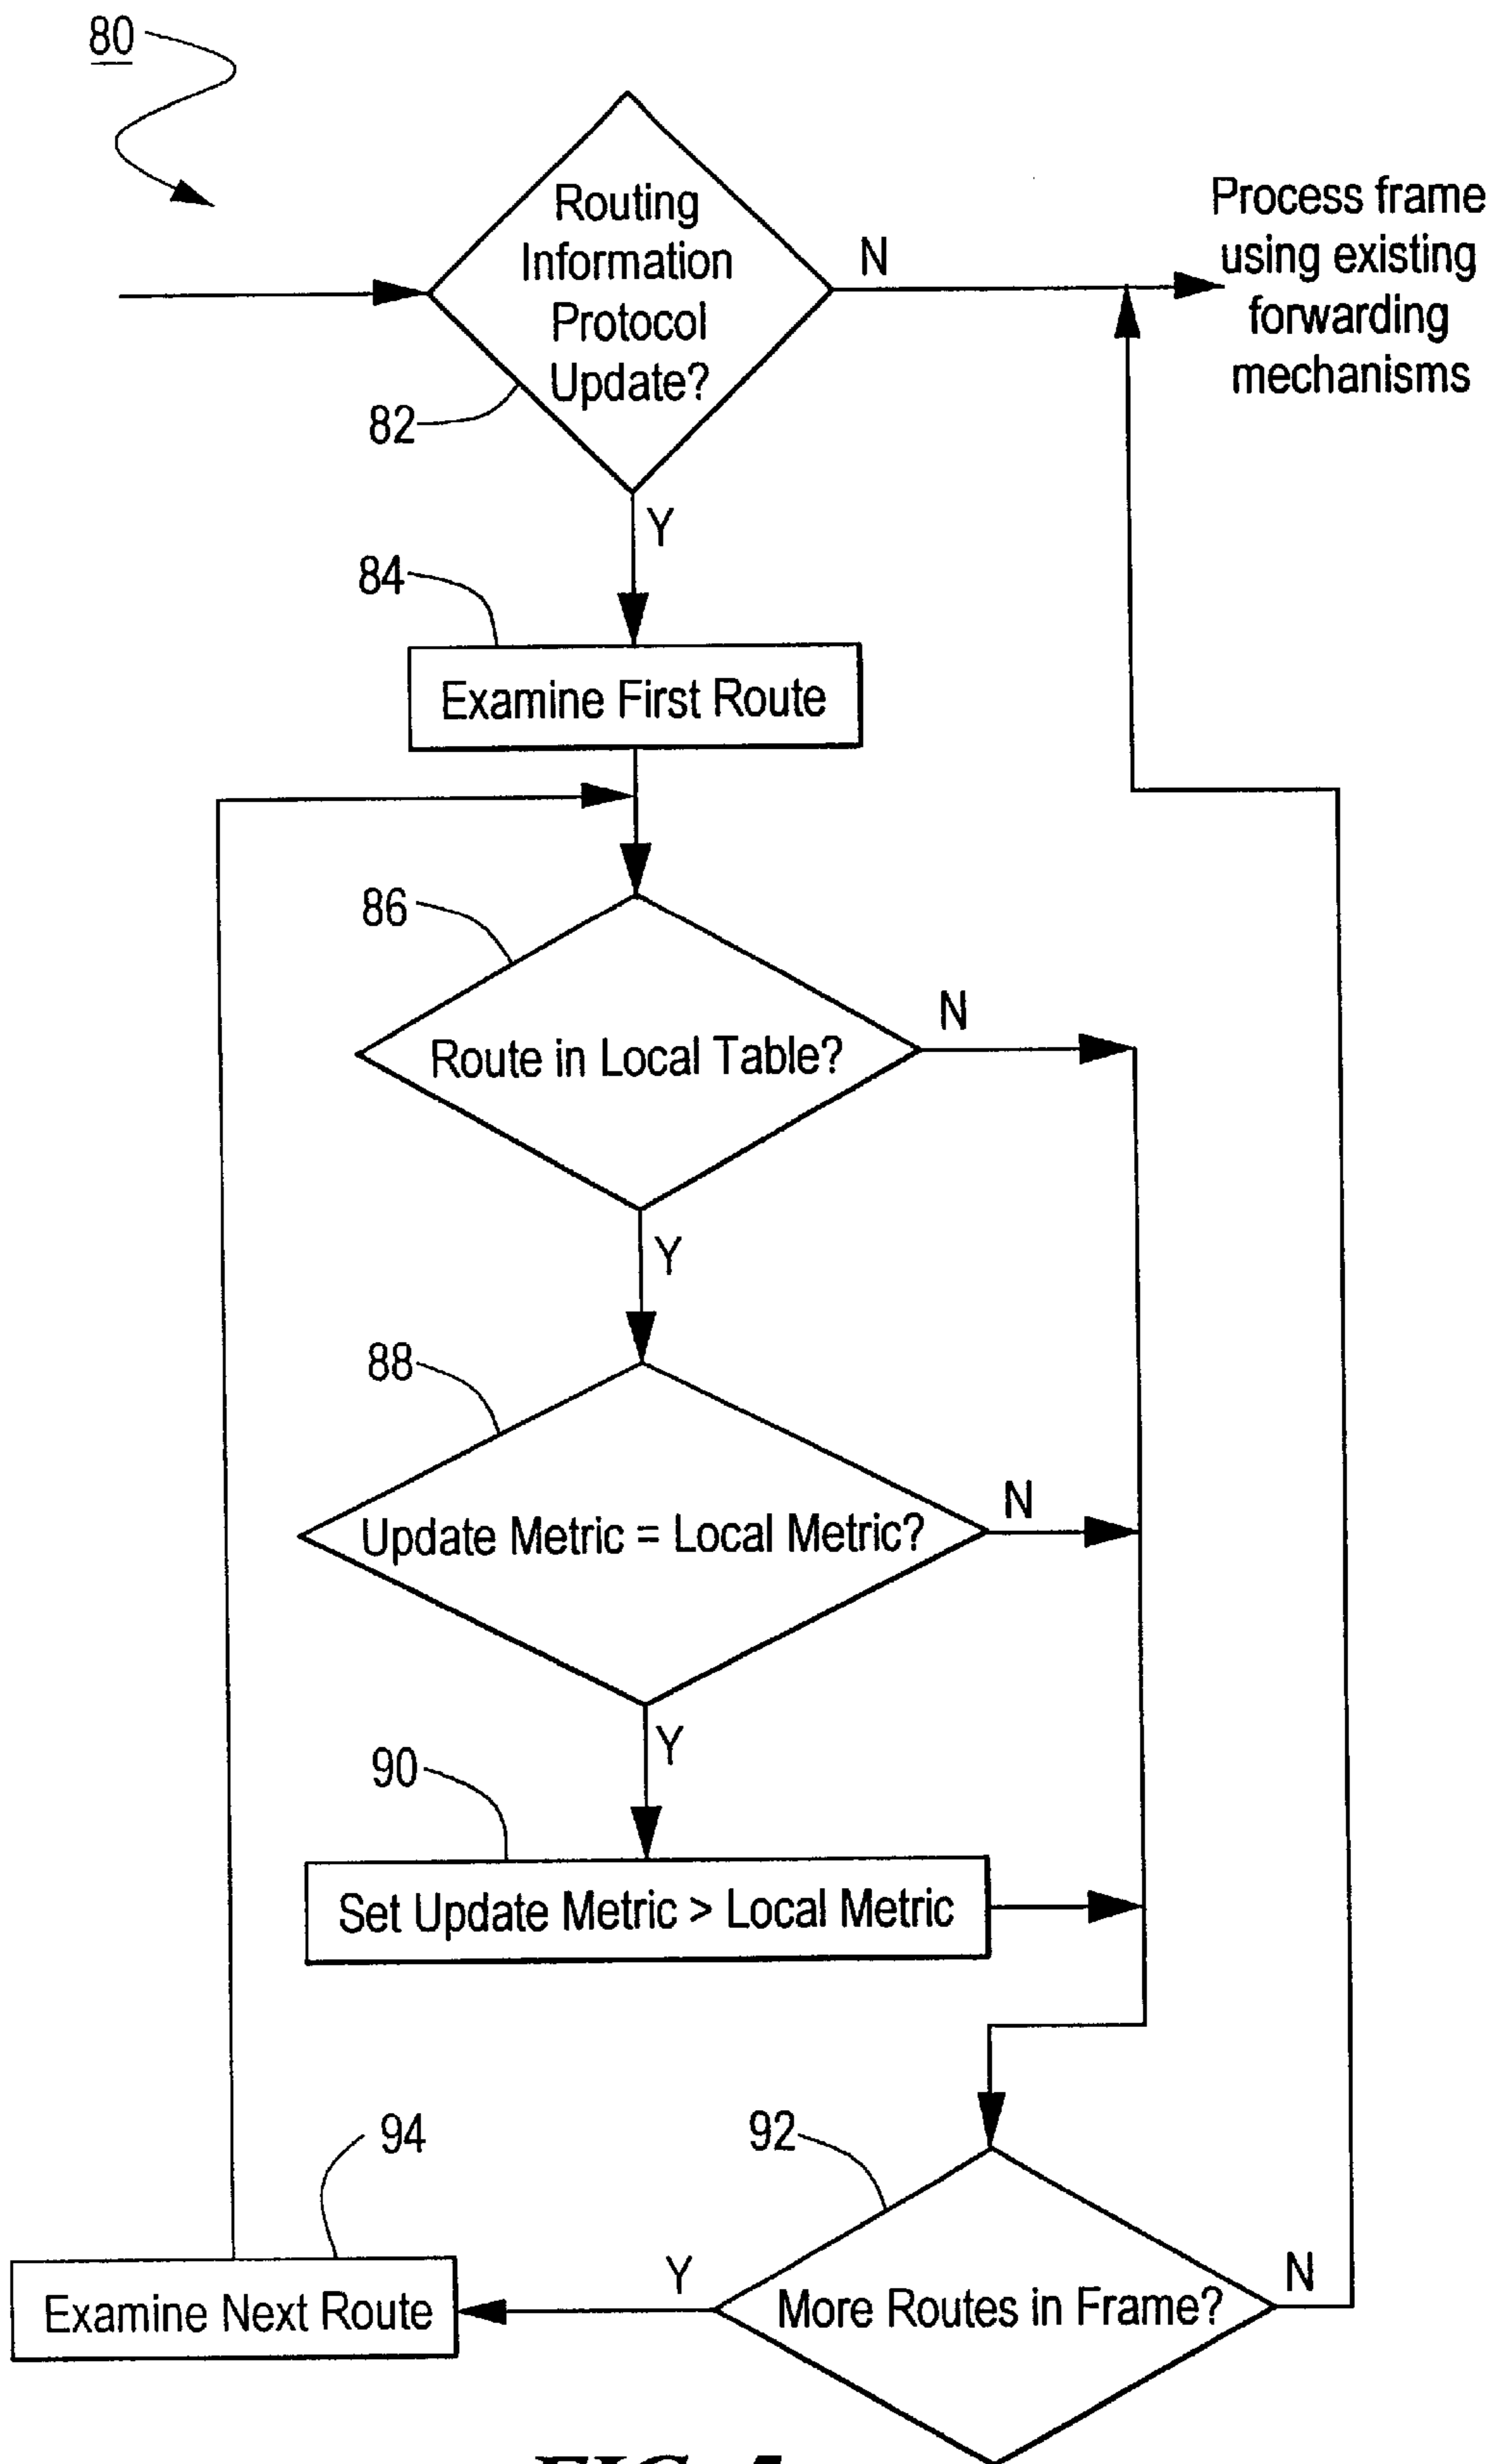 80
Routing
Information
Protocol
Update?
N
Process frame
using existing
forwarding
mechanisms
82
Y
84
Examine First Route
86
N
Route in Local Table?
Y
88
N
Update Metric = Local Metric?
Y
90
Set Update Metric > Local Metric
94
92
Y
N
Examine Next Route
More Routes in Frame?